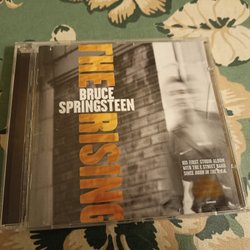 THE RISING
BRUCE
SPRINGSTEEN
HIS FIRST STUDIO ALBUM
WITH THE E STREET BAND
SINCE BORN IN THE U.S.A.